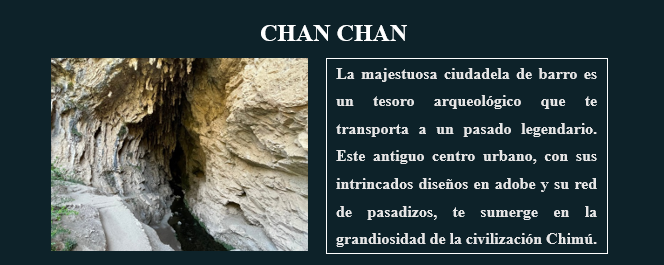 CHAN CHAN
La majestuosa ciudadela de barro es
un tesoro arqueológico que te
transporta a un pasado legendario.
Este antiguo centro urbano, con sus
intrincados diseños en adobe y su red
de pasadizos, te sumerge en la
grandiosidad de la civilización Chimú.